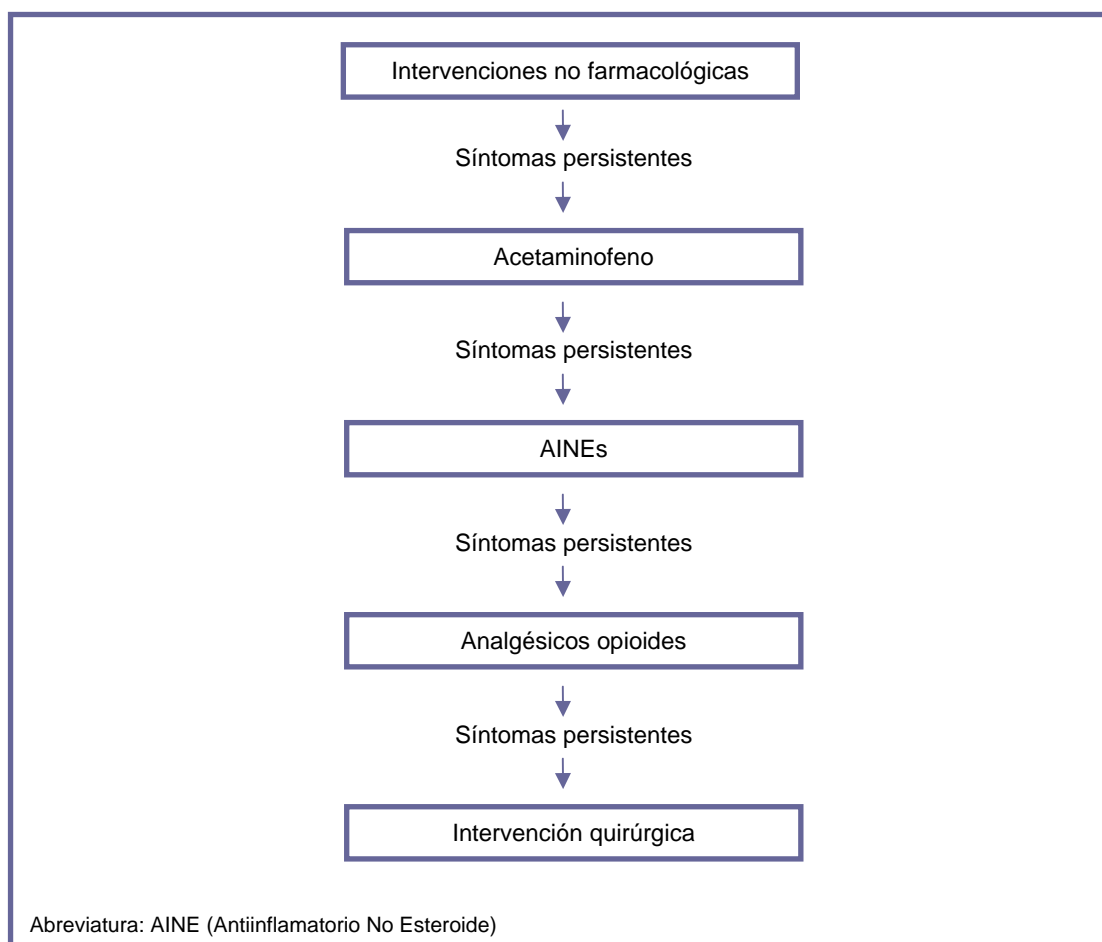 Intervenciones no farmacológicas
Síntomas persistentes
Acetaminofeno
Síntomas persistentes
AINEs
Síntomas persistentes
Analgésicos opioides
Síntomas persistentes
Intervención quirúrgica
Abreviatura: AINE (Antiinflamatorio No Esteroide)